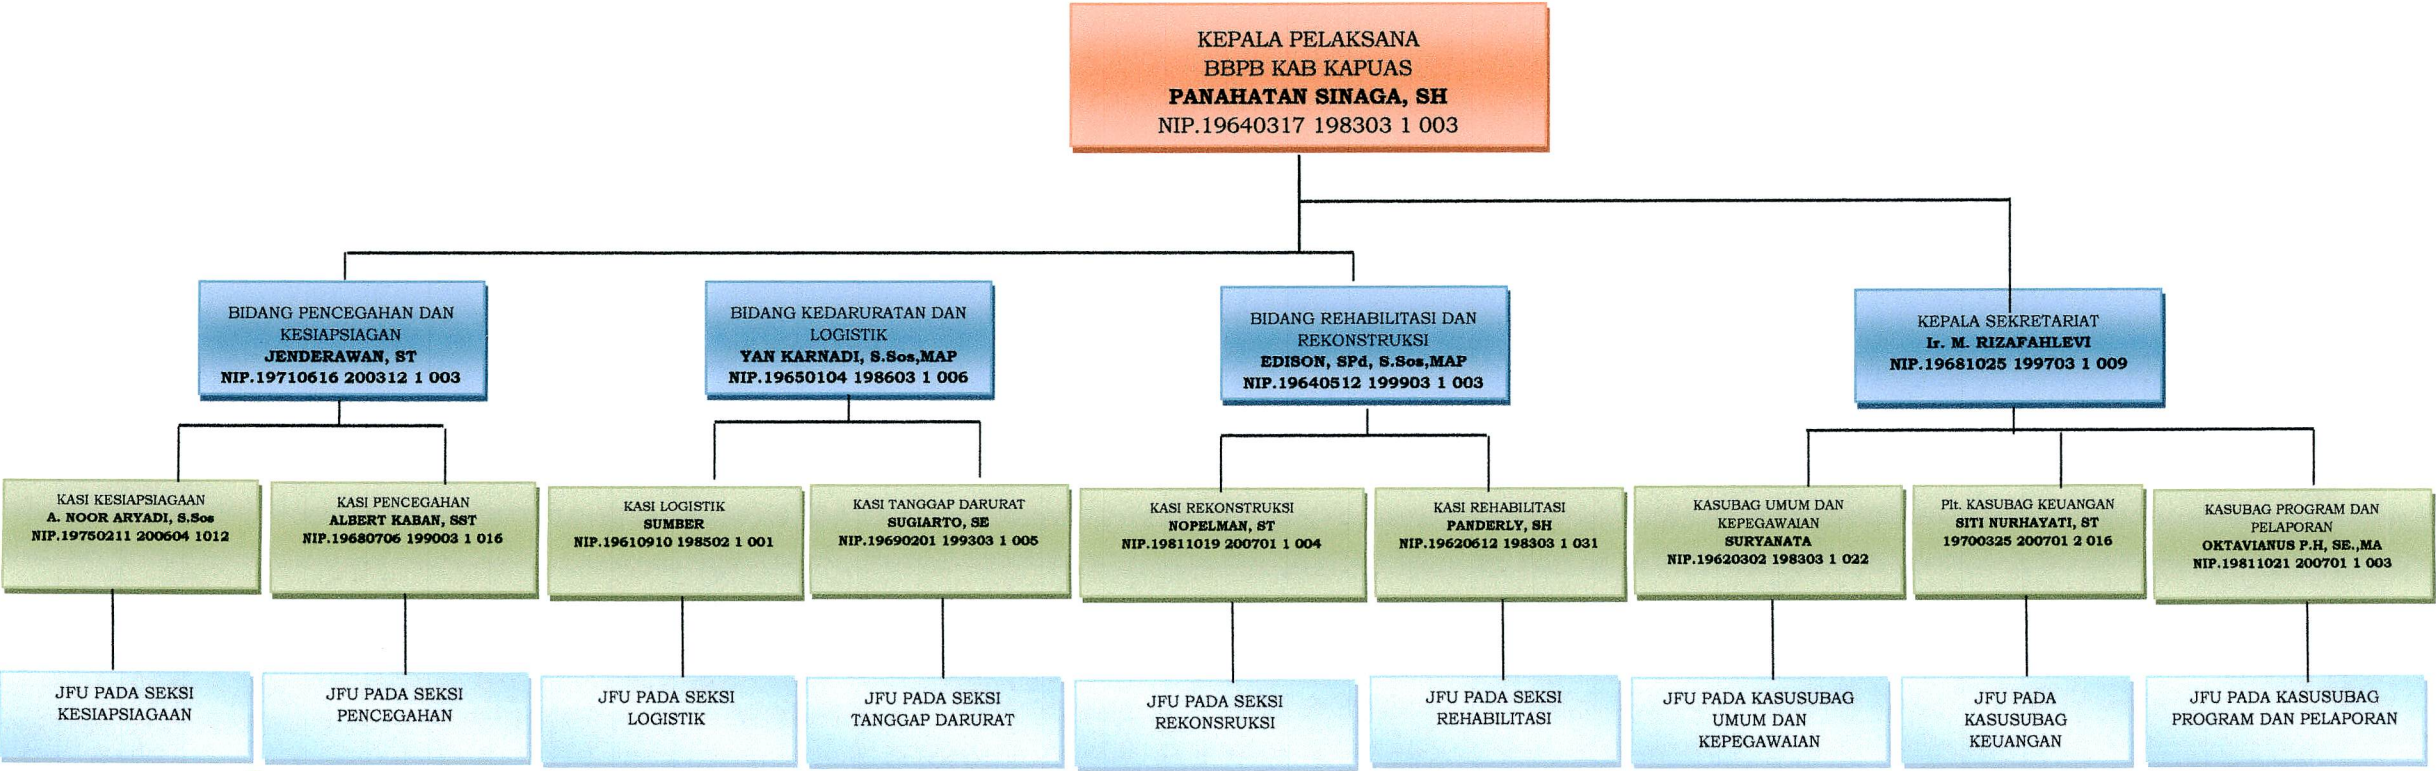 KEPALA PELAKSANA
BBPB KAB KAPUAS
PANAHATAN SINAGA, SH
NIP.19640317 198303 1 003
BIDANG PENCEGAHAN DAN
KESIAPSIAGAN
JENDERAWAN, ST
NIP.19710616 200312 1 003
BIDANG KEDARURATAN DAN
LOGISTIK
YAN KARNADI, S.Sos,MAP
NIP.19650104 198603 1 006
BIDANG REHABILITASI DAN
REKONSTRUKSI
EDISON, SPd, S.Sos,MAP
NIP.19640512 199903 1 003
KEPALA SEKRETARIAT
Ir. M. RIZAFAHLEVI
NIP.19681025 199703 1 009
KASI KESIAPSIAGAAN
A. NOOR ARYADI, S.Sos
NIP.19750211 200604 1012
KASI PENCEGAHAN
ALBERT KABAN, SST
NIP.19680706 199003 1 016
KASI LOGISTIK
SUMBER
NIP.19610910 198502 1 001
KASI TANGGAP DARURAT
SUGIARTO, SE
NIP.19690201 199303 1 005
KASI REKONSTRUKSI
NOPELMAN, ST
NIP.19811019 200701 1 004
KASI REHABILITASI
PANDERLY, SH
NIP.19620612 198303 1 031
KASUBAG UMUM DAN
KEPEGAWAIAN
SURYANATA
NIP.19620302 198303 1 022
Plt. KASUBAG KEUANGAN
SITI NURHAYATI, ST
19700325 200701 2 016
KASUBAG PROGRAM DAN
PELAPORAN
OKTAVIANUS P.H, SE.,MA
NIP.19811021 200701 1 003
JFU PADA SEKSI
KESIAPSIAGAAN
JFU PADA SEKSI
PENCEGAHAN
JFU PADA SEKSI
LOGISTIK
JFU PADA SEKSI
TANGGAP DARURAT
JFU PADA SEKSI
REKONSRUKSI
JFU PADA SEKSI
REHABILITASI
JFU PADA KASUSUBAG
UMUM DAN
KEPEGAWAIAN
JFU PADA
KASUSUBAG
KEUANGAN
JFU PADA KASUSUBAG
PROGRAM DAN PELAPORAN